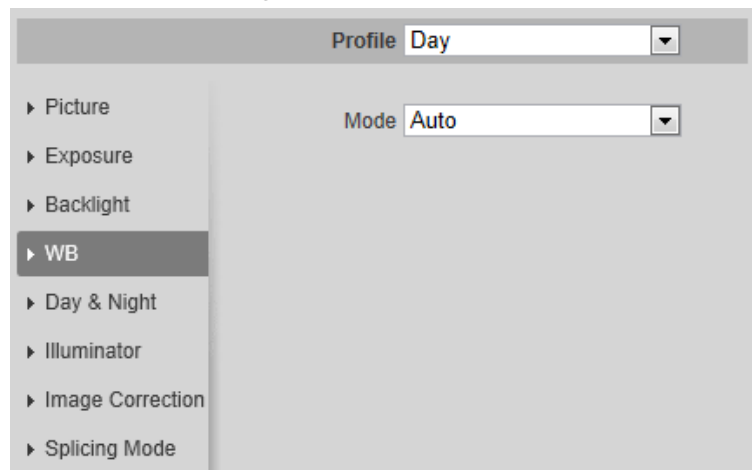 Profile Day
Picture
Mode Auto
Exposure
Backlight
WB
Day & Night
Illuminator
Image Correction
Splicing Mode